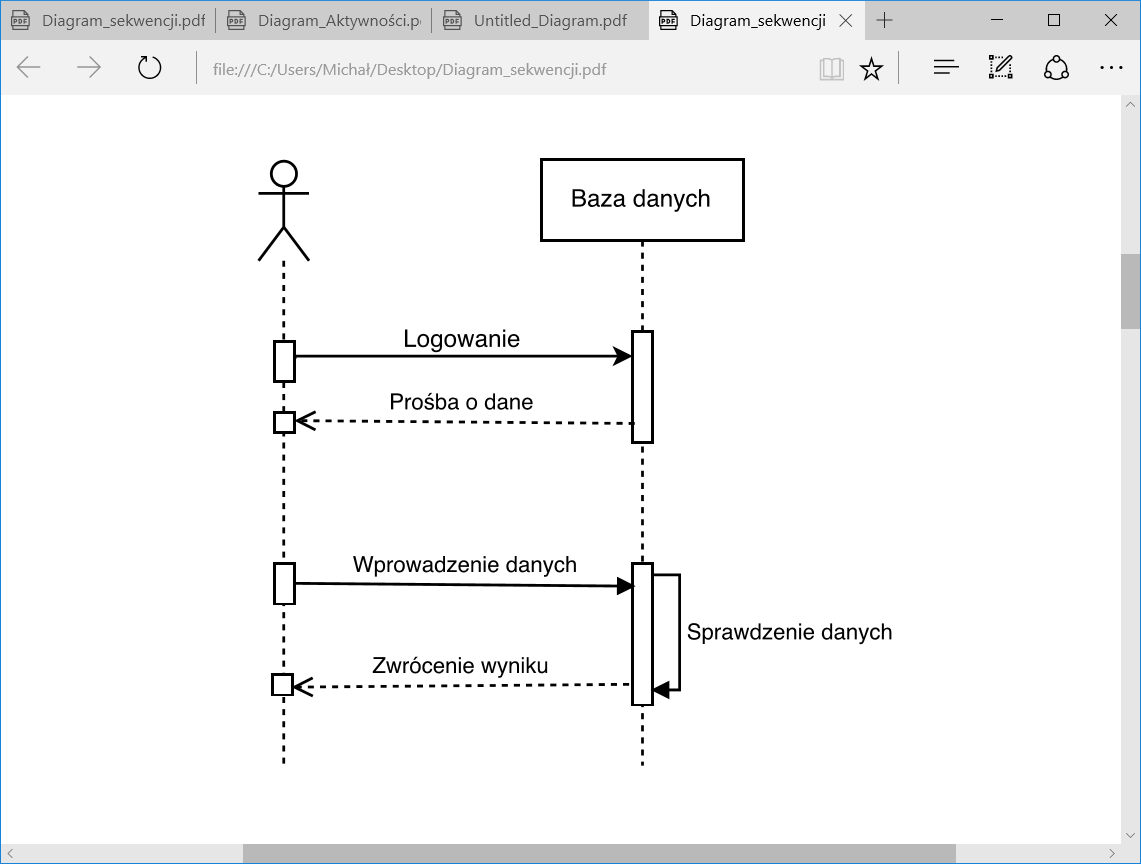 Diagram_sekwencji.pdf
Diagram_Aktywności.p
Untitled_Diagram.pdf
Diagram_sekwencji
file:///C:/Users/Michał/Desktop/Diagram_sekwencji.pdf
Baza danych
Logowanie
Prośba o dane
Wprowadzenie danych
Sprawdzenie danych
Zwrócenie wyniku